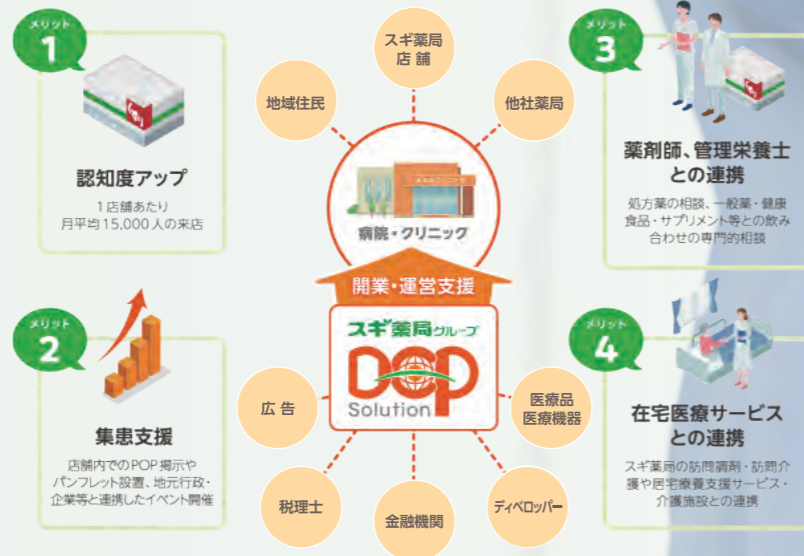 メリット
1
認知度アップ
1店舗あたり
月平均15,000人の来店
メリット
2
集患支援
店舗内でのPOP掲示や
パンフレット設置、地元行政・
企業等と連携したイベント開催
スギ薬局
店舗
地域住民
他社薬局
病院・クリニック
開業・運営支援
スギ薬局グループ
DCP
Solution
広告
医療品
医療機器
税理士
金融機関
ディベロッパー
メリット
3
薬剤師、管理栄養士
との連携
処方薬の相談、一般薬・健康
食品・サプリメント等との飲み
合わせの専門的相談
メリット
4
在宅医療サービス
との連携
スギ薬局の訪問調剤・訪問介
護や居宅療養支援サービス・
介護施設との連携